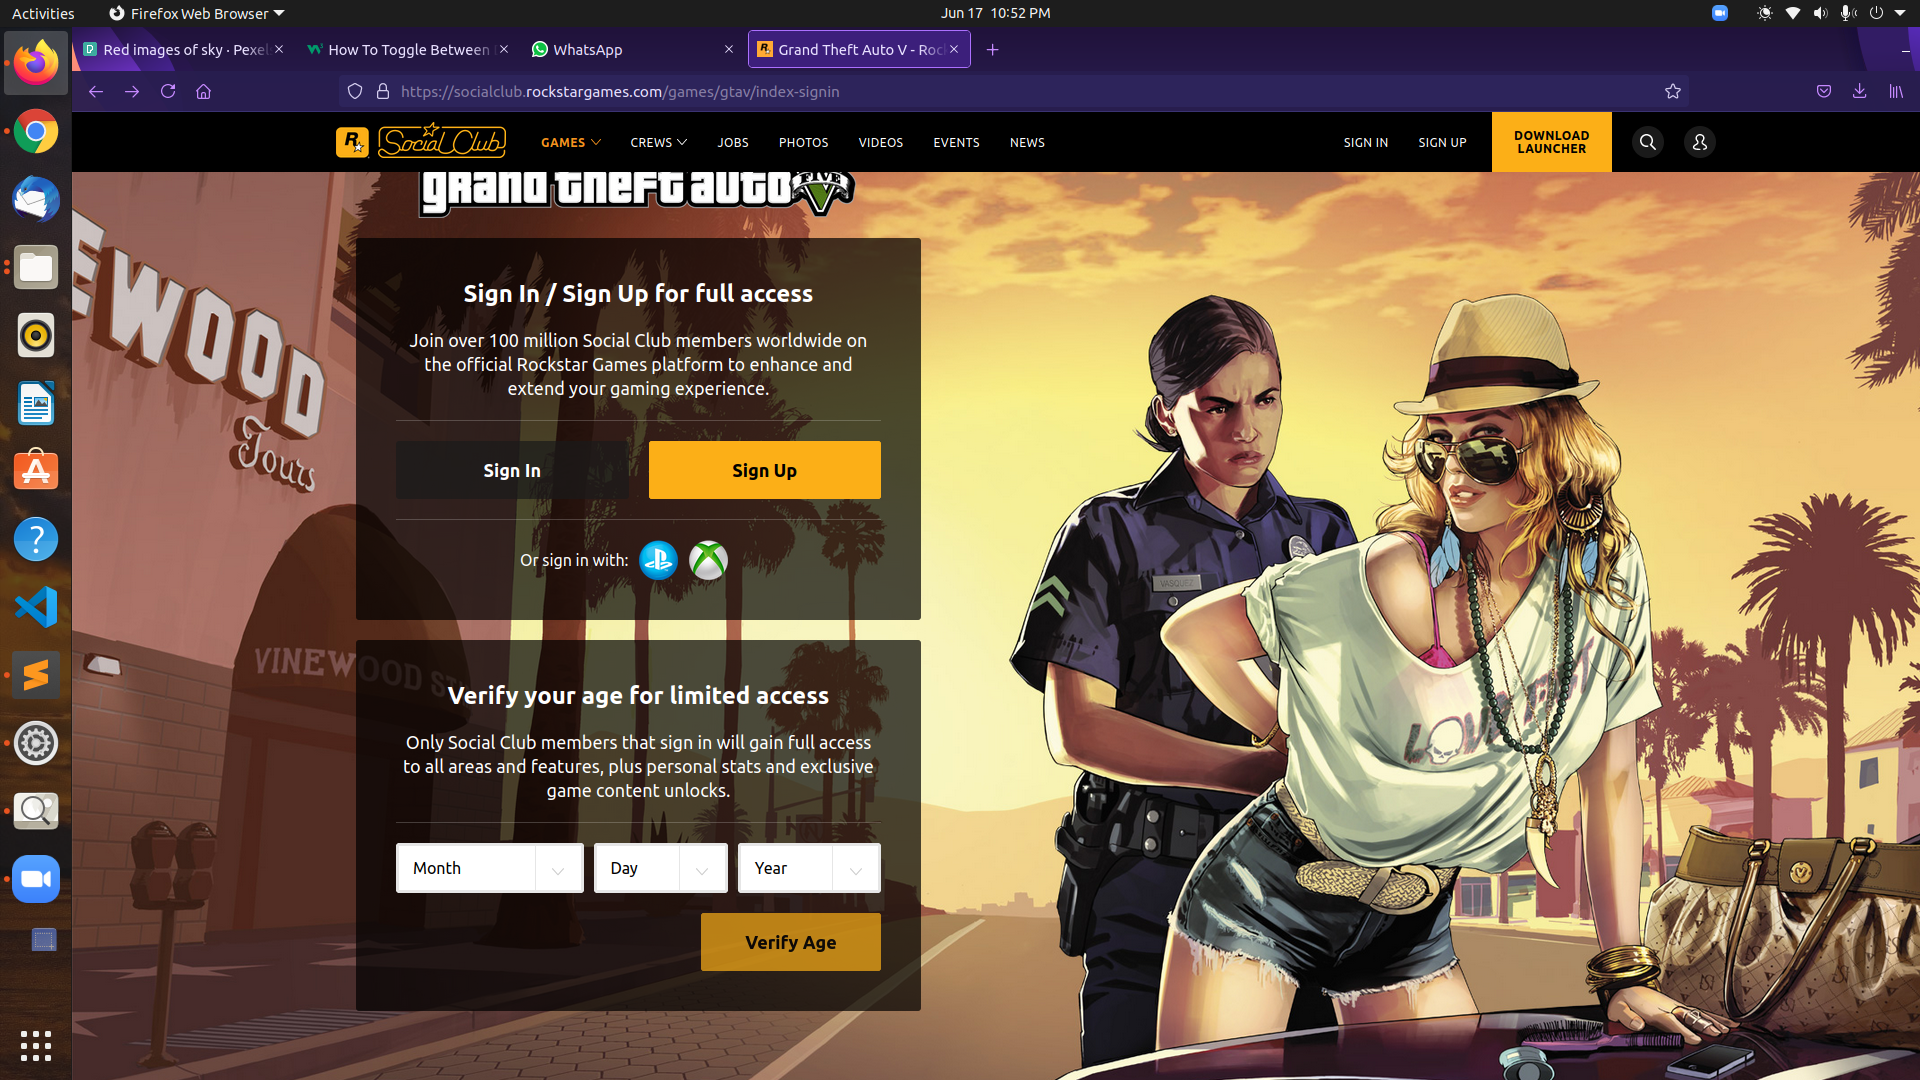 Activities
Firefox Web Browser
Jun 17 10:52 PM
Red images of sky · Pexel
How To Toggle Between
WhatsApp
Grand Theft Auto V - Roc
https://socialclub.rockstargames.com/games/gtav/index-signin
R
Social Club
GAMES
CREWS
JOBS
PHOTOS
VIDEOS
EVENTS
NEWS
SIGN IN
SIGN UP
DOWNLOAD
LAUNCHER
grand theft auto
FIVE
V
EWOOD
Tours
VINEWOOD ST
Sign In / Sign Up for full access
Join over 100 million Social Club members worldwide on
the official Rockstar Games platform to enhance and
extend your gaming experience.
Sign In
Sign Up
Or sign in with:
VASQUEZ
Verify your age for limited access
Only Social Club members that sign in will gain full access
to all areas and features, plus personal stats and exclusive
game content unlocks.
Month
Day
Year
Verify Age